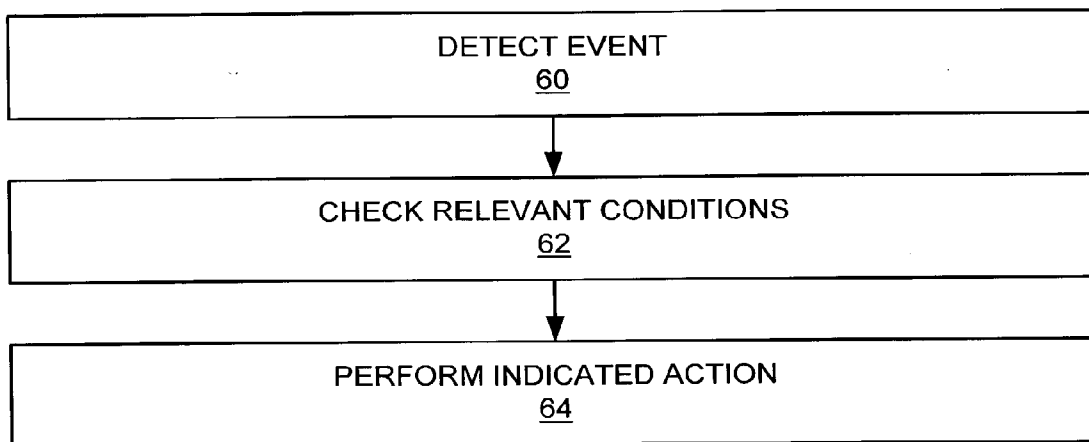 DETECT EVENT
60
CHECK RELEVANT CONDITIONS
62
PERFORM INDICATED ACTION
64